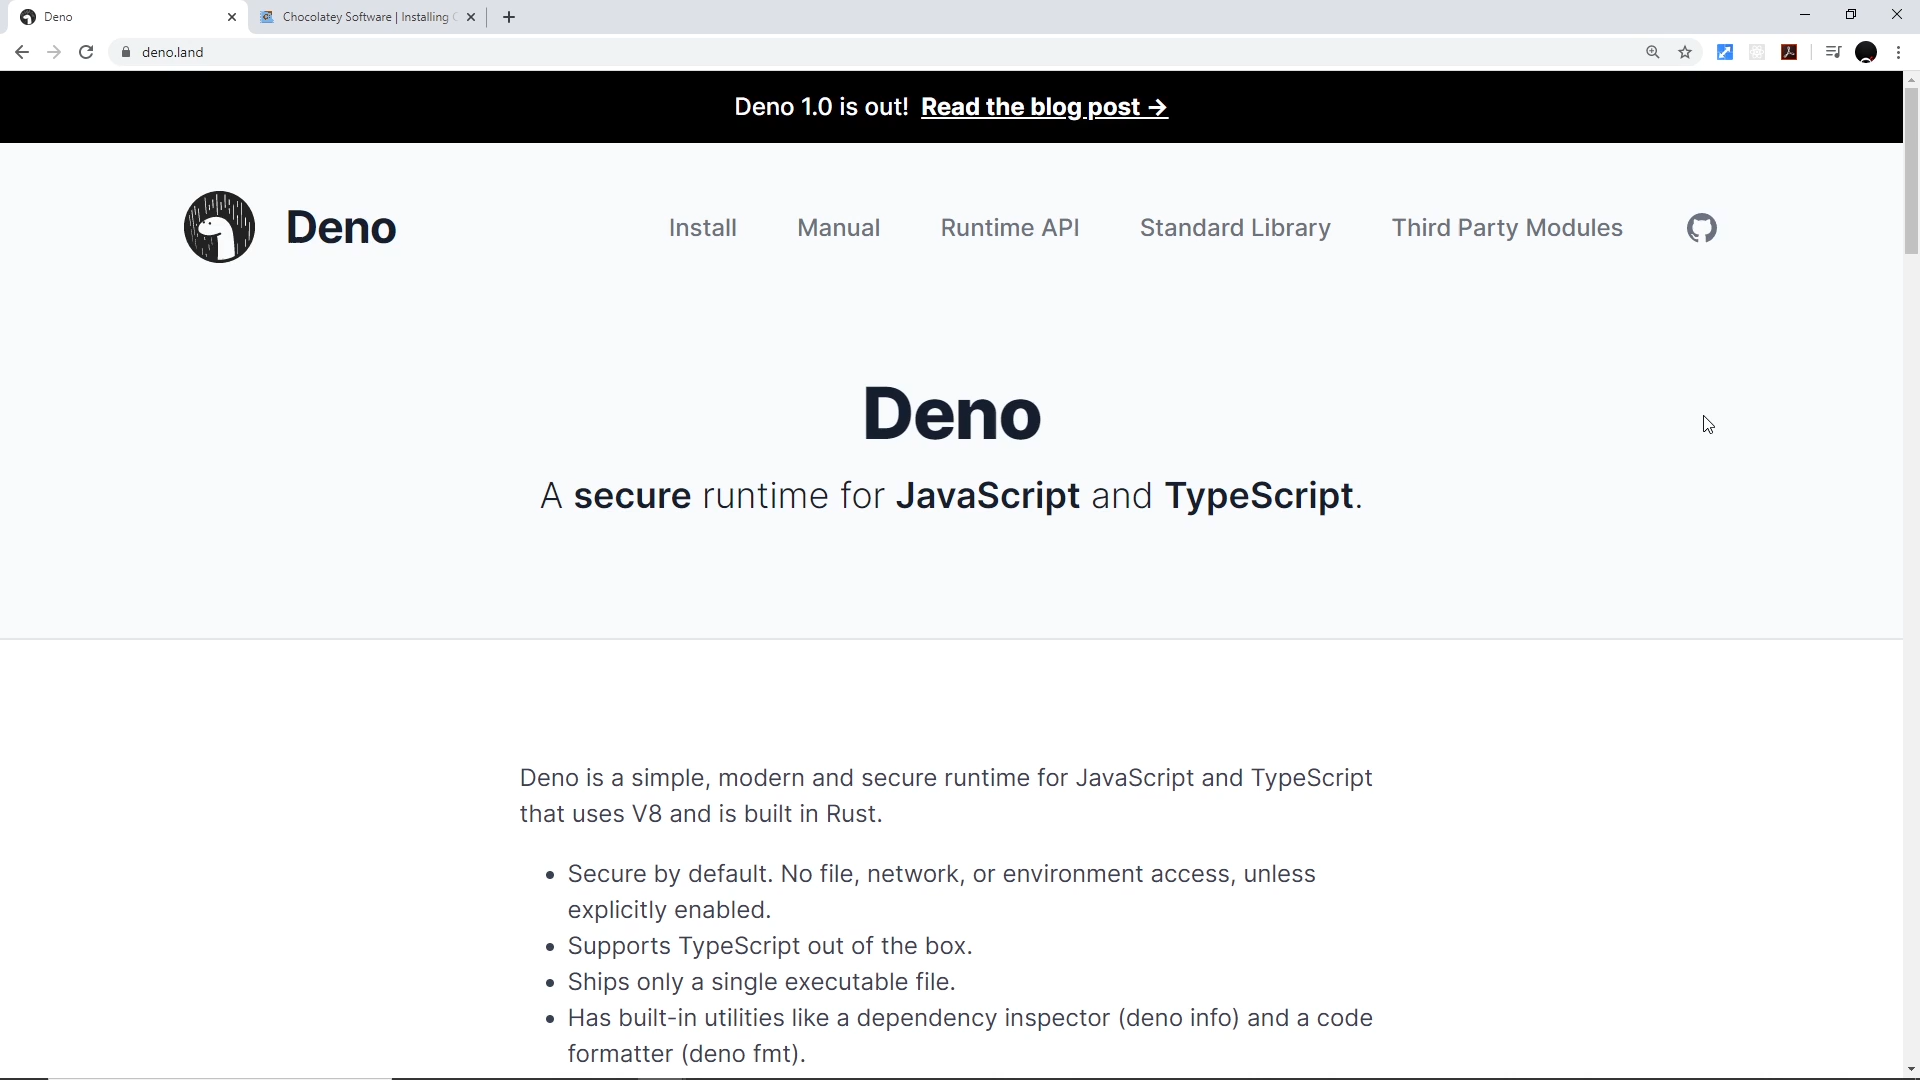 Deno
Chocolatey Software | Installing
deno.land
Deno 1.0 is out! Read the blog post →
Deno
Install Manual Runtime API Standard Library Third Party Modules
Deno
A secure runtime for JavaScript and TypeScript.
Deno is a simple, modern and secure runtime for JavaScript and TypeScript
that uses V8 and is built in Rust.
• Secure by default. No file, network, or environment access, unless
explicitly enabled.
• Supports TypeScript out of the box.
• Ships only a single executable file.
• Has built-in utilities like a dependency inspector (deno info) and a code
formatter (deno fmt).